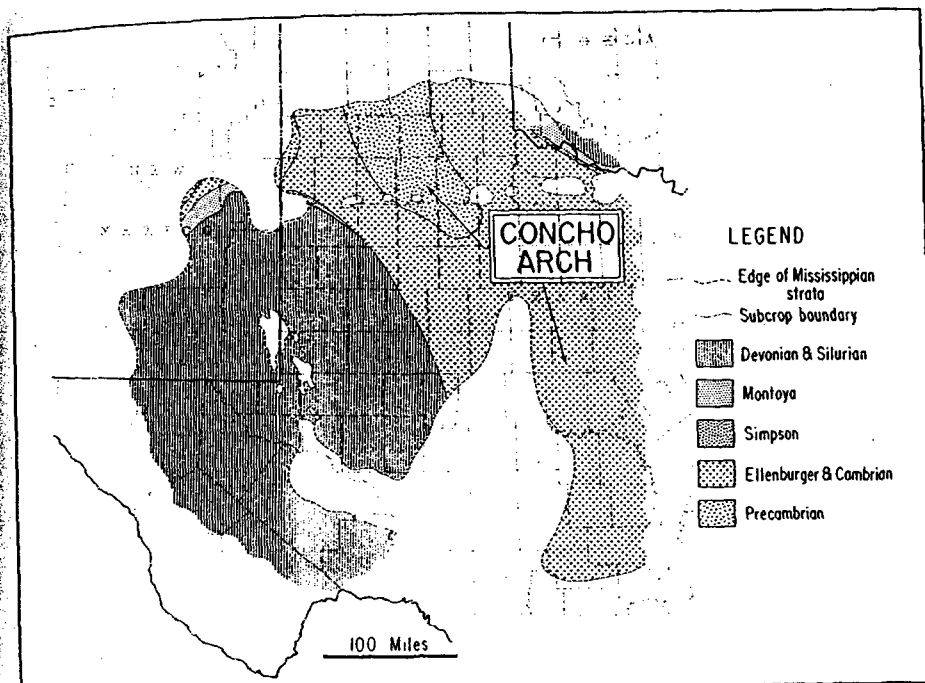 CONCHO
ARCH
LEGEND
Edge of Mississippian
strata
Subcrop boundary
Devonian & Silurian
Montoya
Simpson
Ellenburger & Cambrian
Precambrian
100 Miles